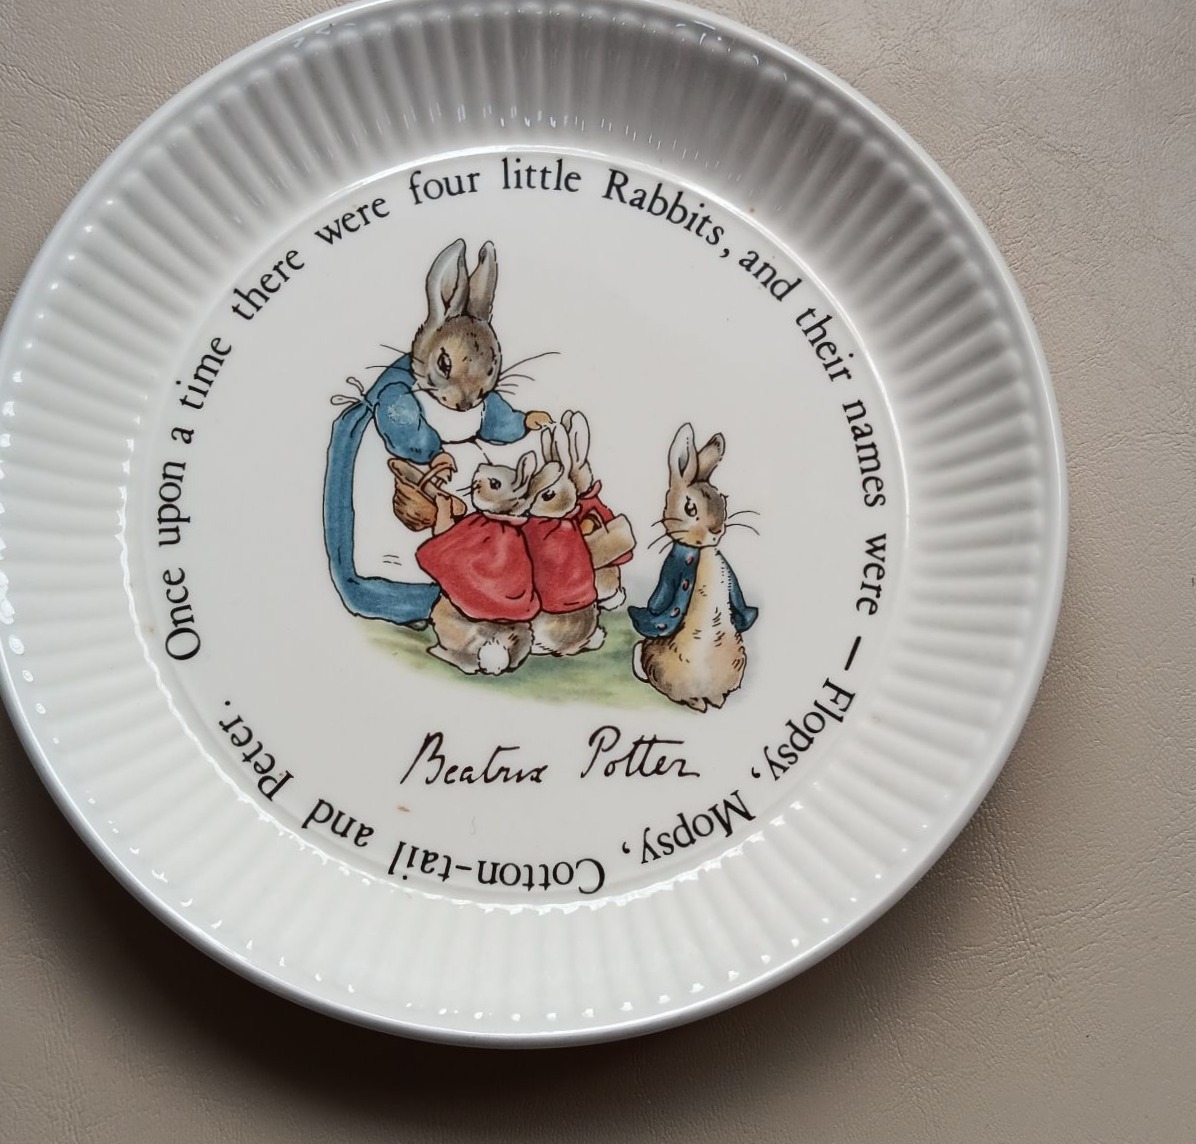 Once upon a time there were four little Rabbits, and their names were — Flopsy, Mopsy, Cotton-tail and Peter.
Beatrix Potter